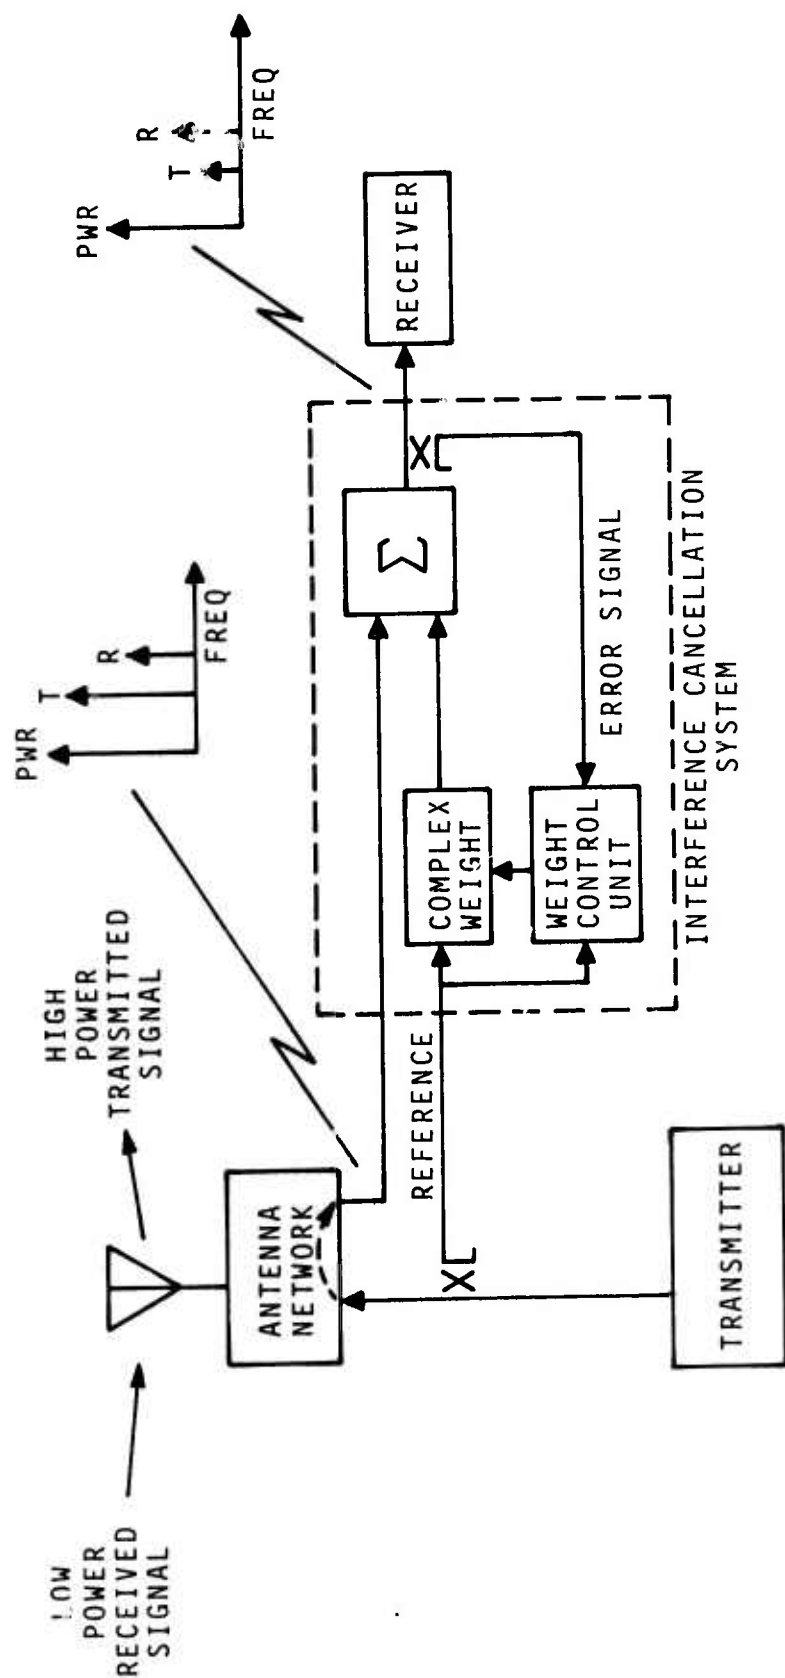 LOW
POWER
RECEIVED
SIGNAL
HIGH
POWER
TRANSMITTED
SIGNAL
PWR
T
R
FREQ
PWR
T
R
FREQ
ANTENNA
NETWORK
REFERENCE
COMPLEX
WEIGHT
WEIGHT
CONTROL
UNIT
Σ
RECEIVER
ERROR SIGNAL
INTERFERENCE CANCELLATION
SYSTEM
TRANSMITTER